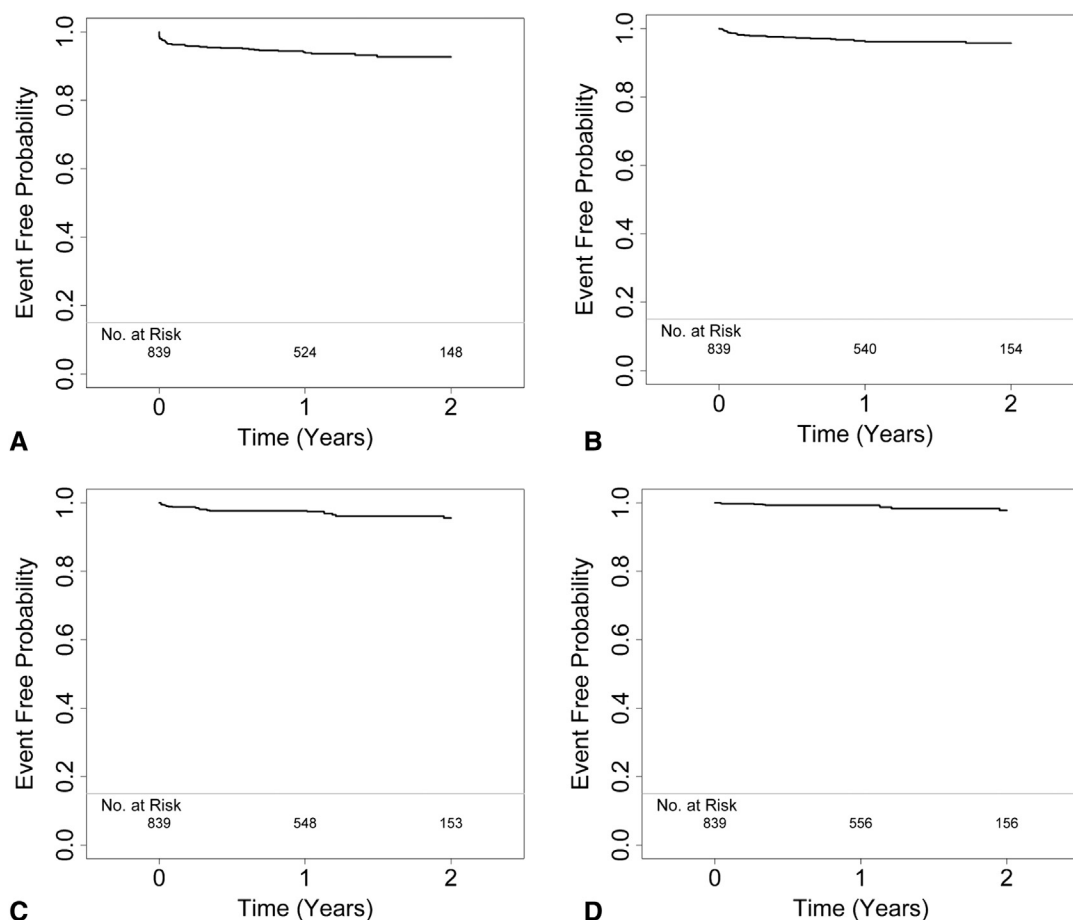 1.0
0.8
0.6
0.4
0.2
0.0
Event Free Probability
No. at Risk
839 524 148
0 1 2
Time (Years)
A
1.0
0.8
0.6
0.4
0.2
0.0
Event Free Probability
No. at Risk
839 540 154
0 1 2
Time (Years)
B
1.0
0.8
0.6
0.4
0.2
0.0
Event Free Probability
No. at Risk
839 548 153
0 1 2
Time (Years)
C
1.0
0.8
0.6
0.4
0.2
0.0
Event Free Probability
No. at Risk
839 556 156
0 1 2
Time (Years)
D